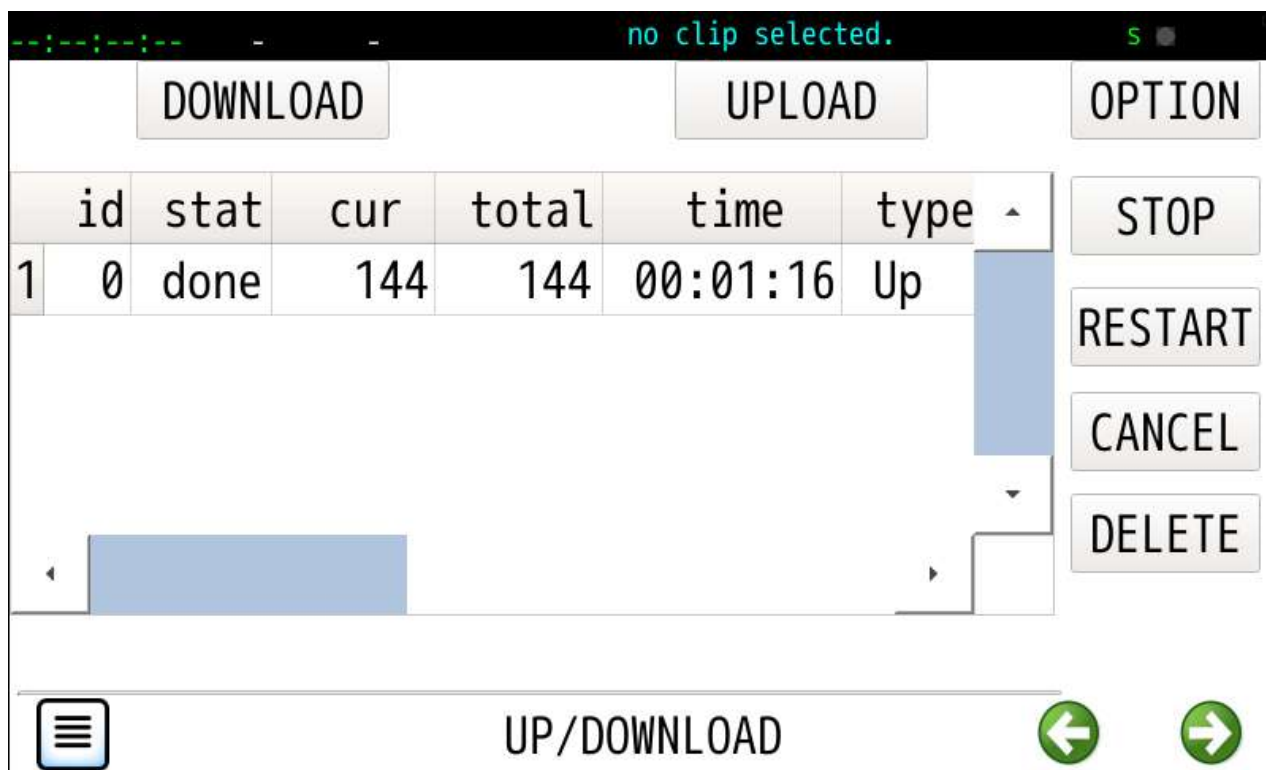 --:--:--:-- - - no clip selected. S
DOWNLOAD UPLOAD OPTION
id stat cur total time type
1 0 done 144 144 00:01:16 Up
STOP
RESTART
CANCEL
DELETE
UP/DOWNLOAD